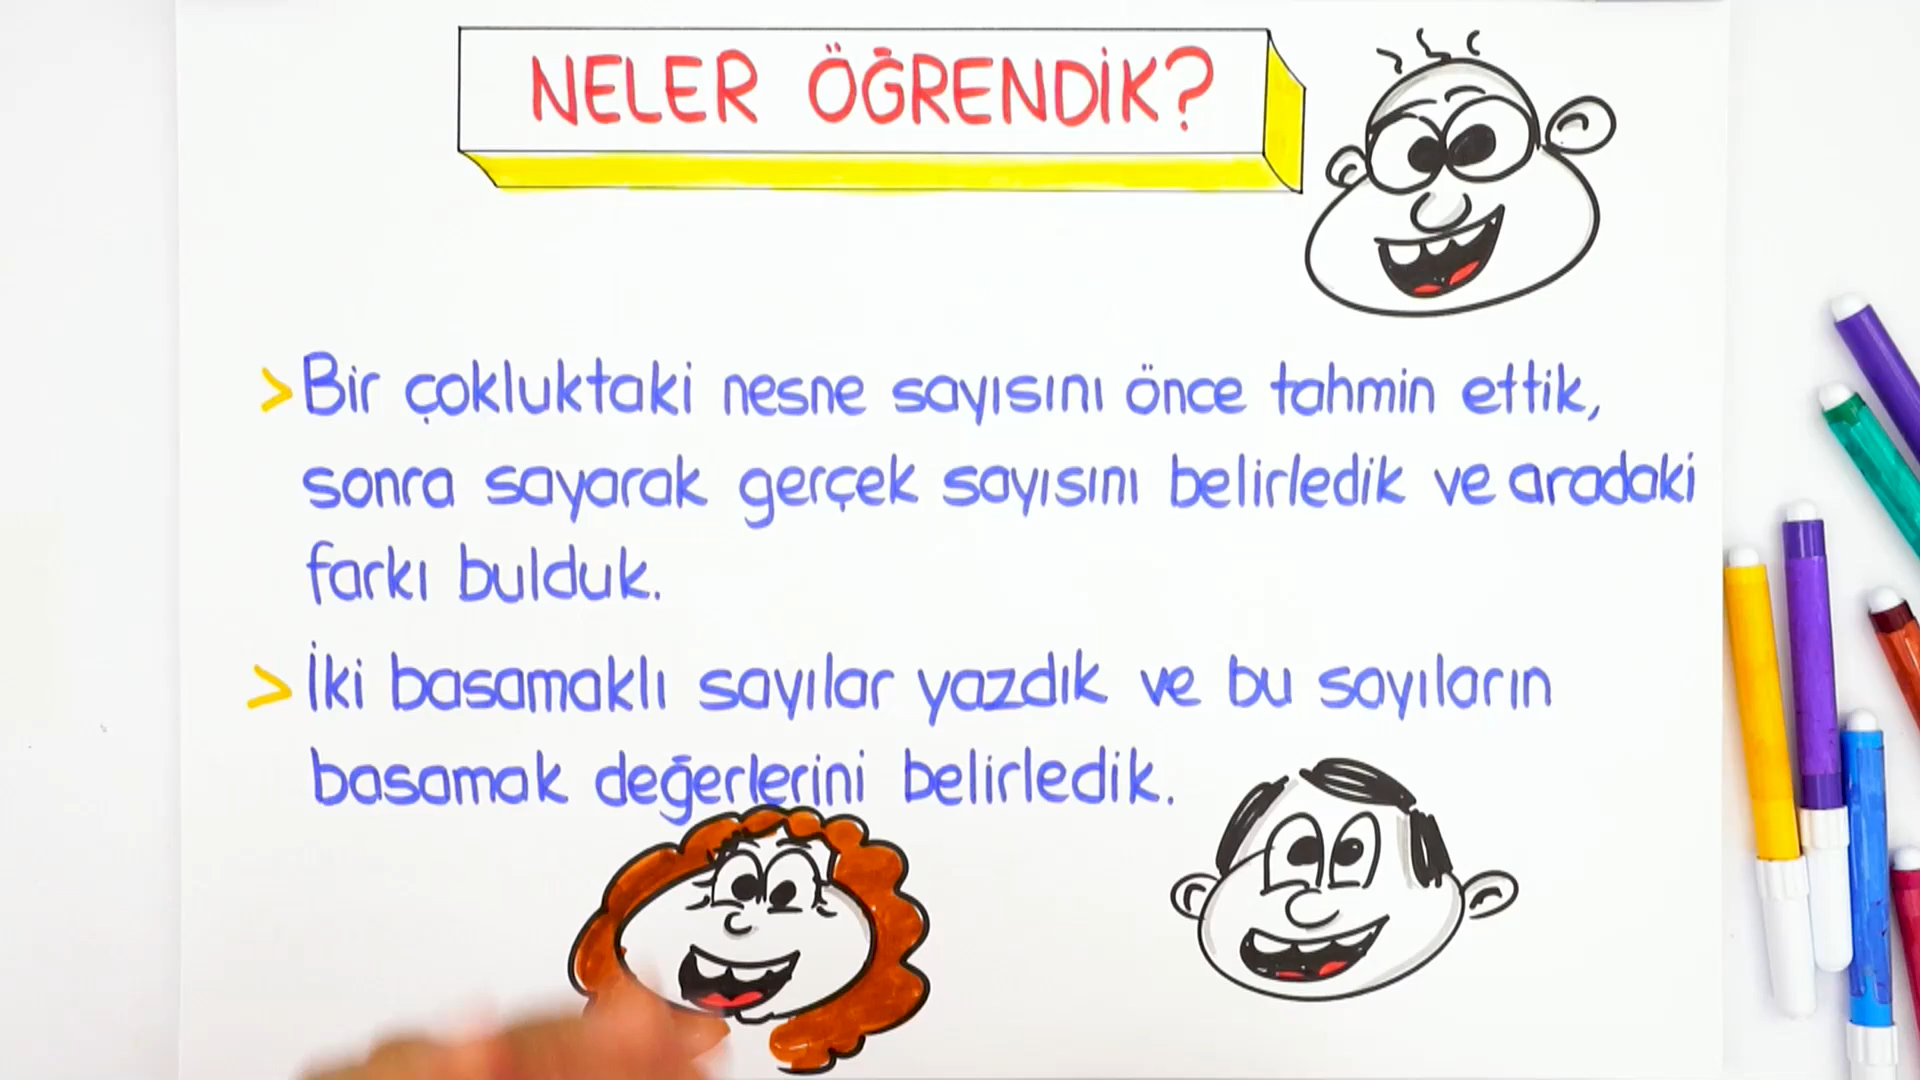 NELER ÖĞRENDİK?
> Bir çokluktaki nesne sayısını önce tahmin ettik,
sonra sayarak gerçek sayısını belirledik ve aradaki
farkı bulduk.
> İki basamaklı sayılar yazdık ve bu sayıların
basamak değerlerini belirledik.